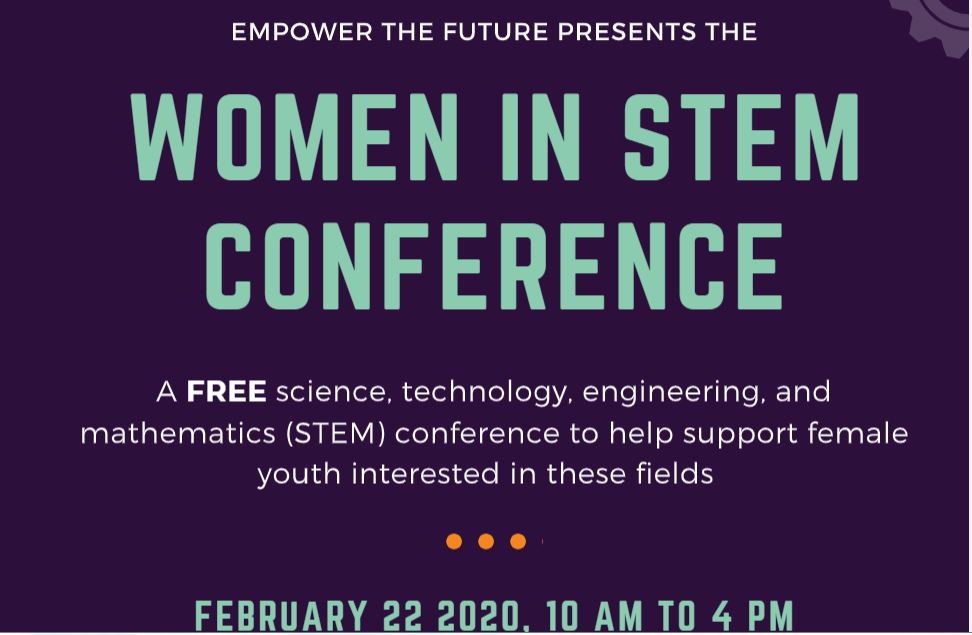 EMPOWER THE FUTURE PRESENTS THE
WOMEN IN STEM
CONFERENCE
A FREE science, technology, engineering, and
mathematics (STEM) conference to help support female
youth interested in these fields
FEBRUARY 22 2020, 10 AM TO 4 PM